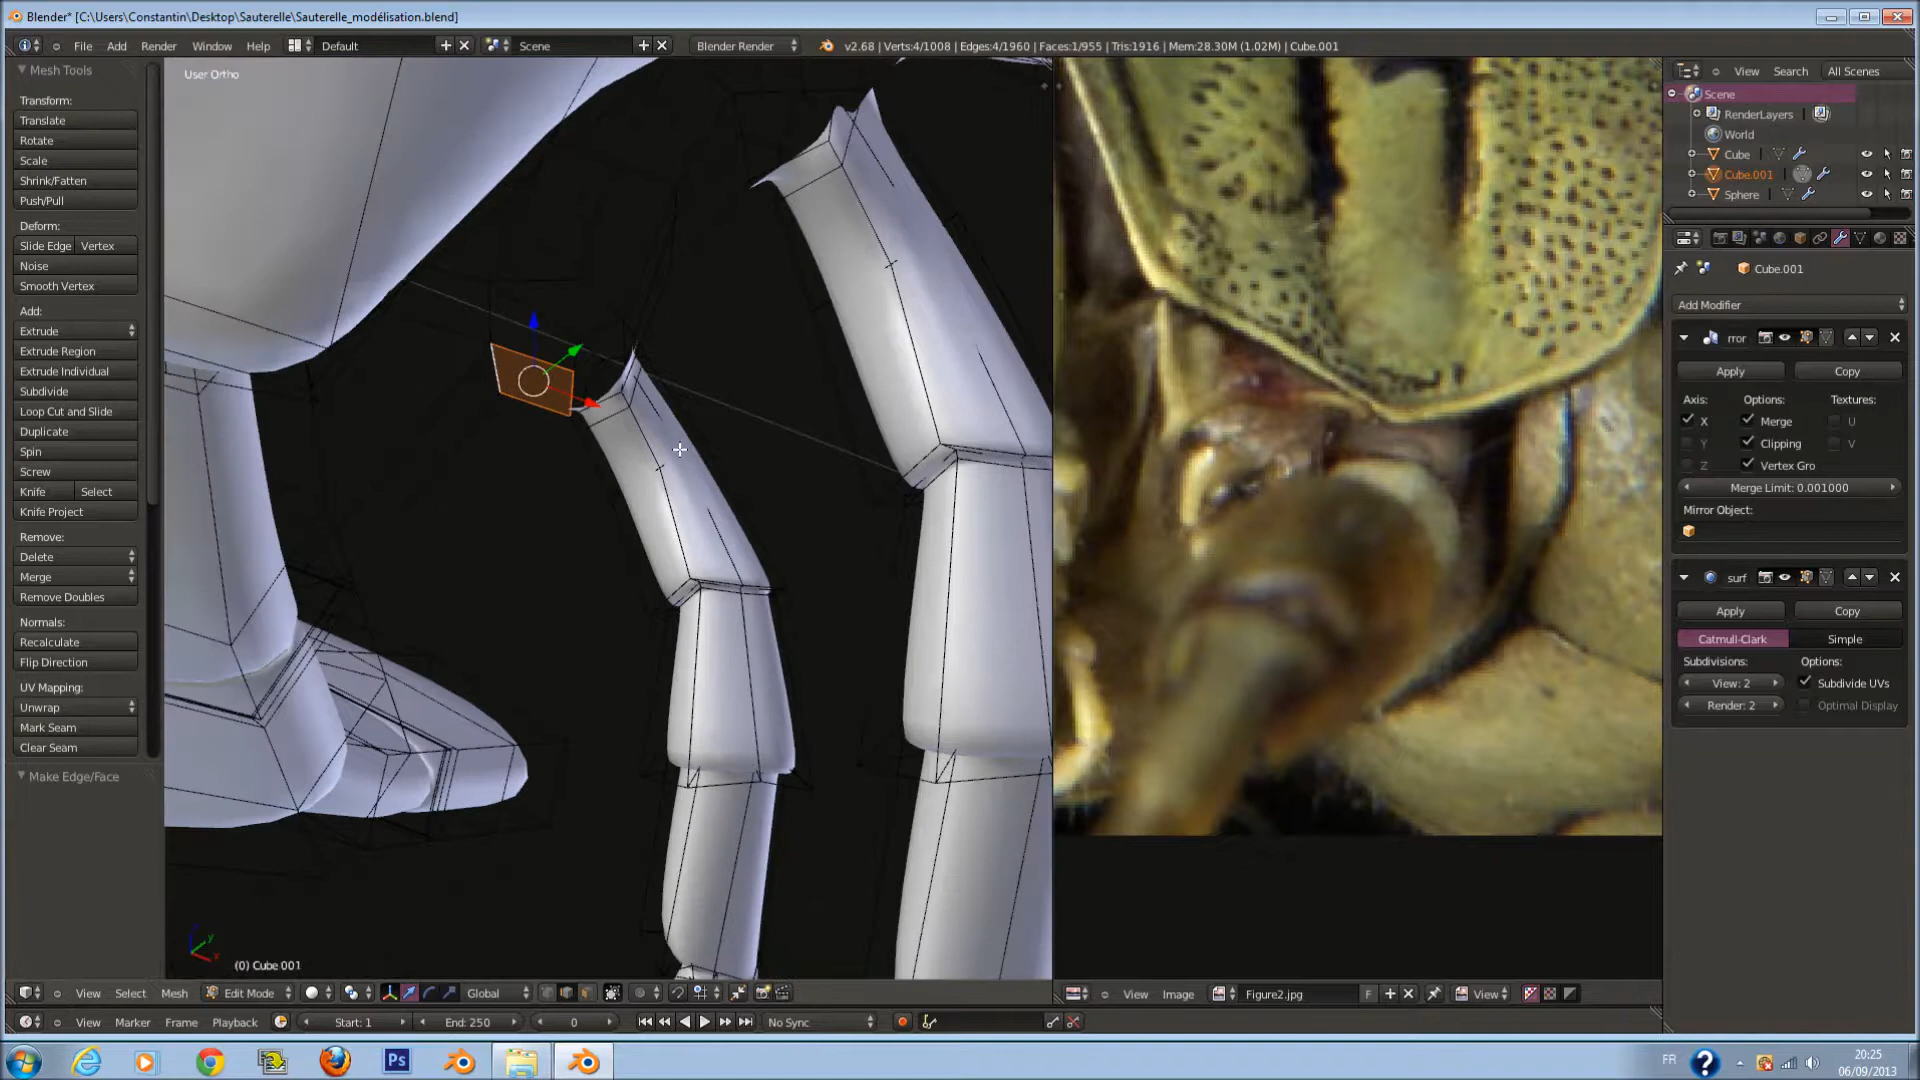 Blender* [C:\Users\Constantin\Desktop\Sauterelle\Sauterelle_modélisation.blend]
File Add Render Window Help Default Scene Blender Render v2.68 | Verts:4/1008 | Edges:4/1960 | Faces:1/955 | Tris:1916 | Mem:28.30M (1.02M) | Cube.001
Mesh Tools
Transform:
Translate
Rotate
Scale
Shrink/Fatten
Push/Pull
Deform:
Slide Edge Vertex
Noise
Smooth Vertex
Add:
Extrude
Extrude Region
Extrude Individual
Subdivide
Loop Cut and Slide
Duplicate
Spin
Screw
Knife Select
Knife Project
Remove:
Delete
Merge
Remove Doubles
Normals:
Recalculate
Flip Direction
UV Mapping:
Unwrap
Mark Seam
Clear Seam
Make Edge/Face
User Ortho
(0) Cube.001
View Search All Scenes
Scene
RenderLayers
World
Cube
Cube.001
Sphere
Cube.001
Add Modifier
rror
Apply Copy
Axis: Options: Textures:
X Merge U
Y Clipping V
Z Vertex Gro
Merge Limit: 0.001000
Mirror Object:
surf
Apply Copy
Catmull-Clark Simple
Subdivisions: Options:
View: 2 Subdivide UVs
Render: 2 Optimal Display
View Select Mesh Edit Mode Global
View Image Figure2.jpg F View
View Marker Frame Playback Start: 1 End: 250 0 No Sync
Ps
FR
20:25
06/09/2013